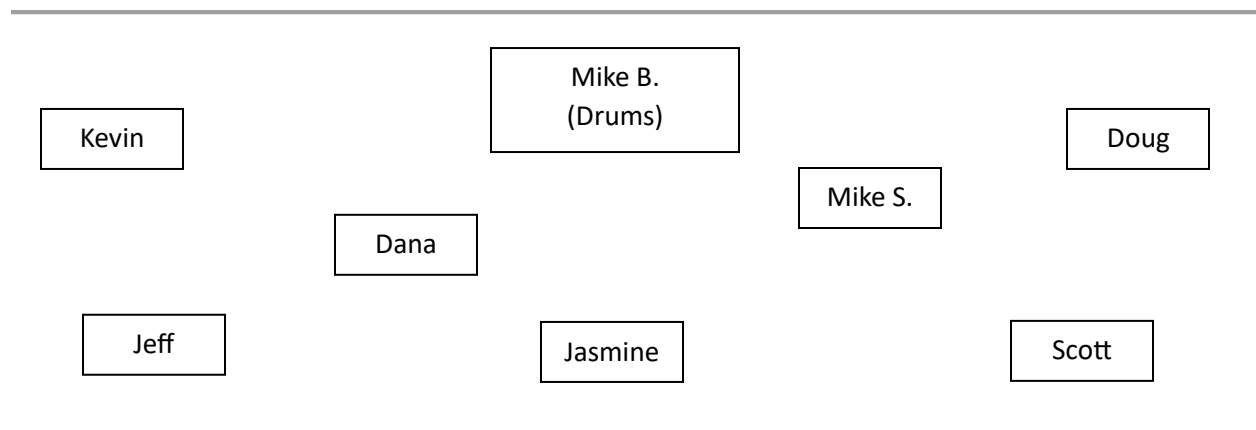 Mike B.
(Drums)
Kevin
Doug
Mike S.
Dana
Jeff
Jasmine
Scott